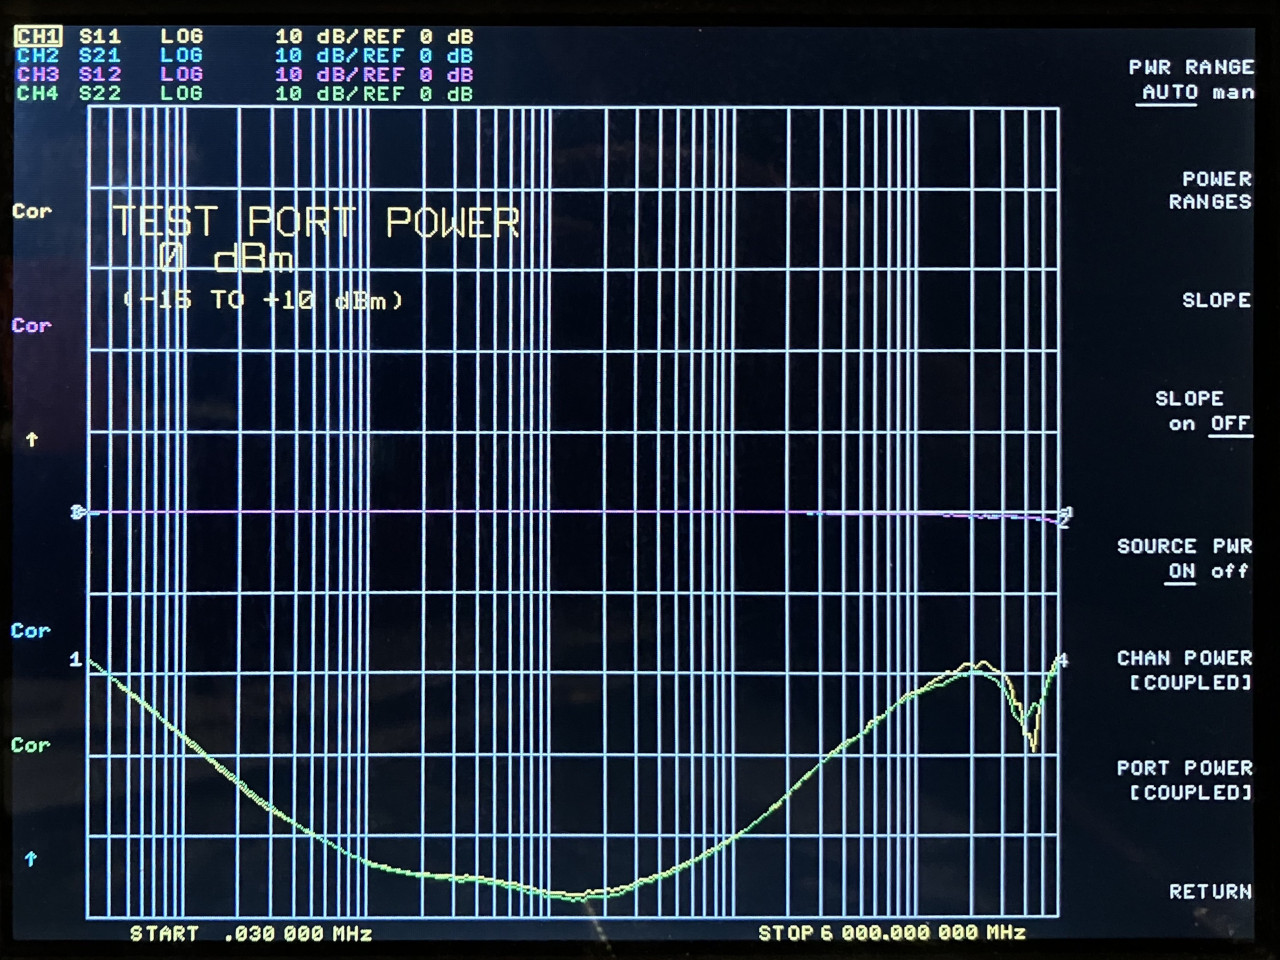 CH1 S11 LOG 10 dB/REF 0 dB
CH2 S21 LOG 10 dB/REF 0 dB
CH3 S12 LOG 10 dB/REF 0 dB
CH4 S22 LOG 10 dB/REF 0 dB
PWR RANGE
AUTO man
POWER
RANGES
Cor
TEST PORT POWER
0 dBm
(-15 TO +10 dBm)
SLOPE
Cor
SLOPE
on OFF
↑
SOURCE PWR
ON off
Cor
1
4
CHAN POWER
[COUPLED]
Cor
PORT POWER
[COUPLED]
↑
RETURN
START .030 000 MHz
STOP 6 000.000 000 MHz